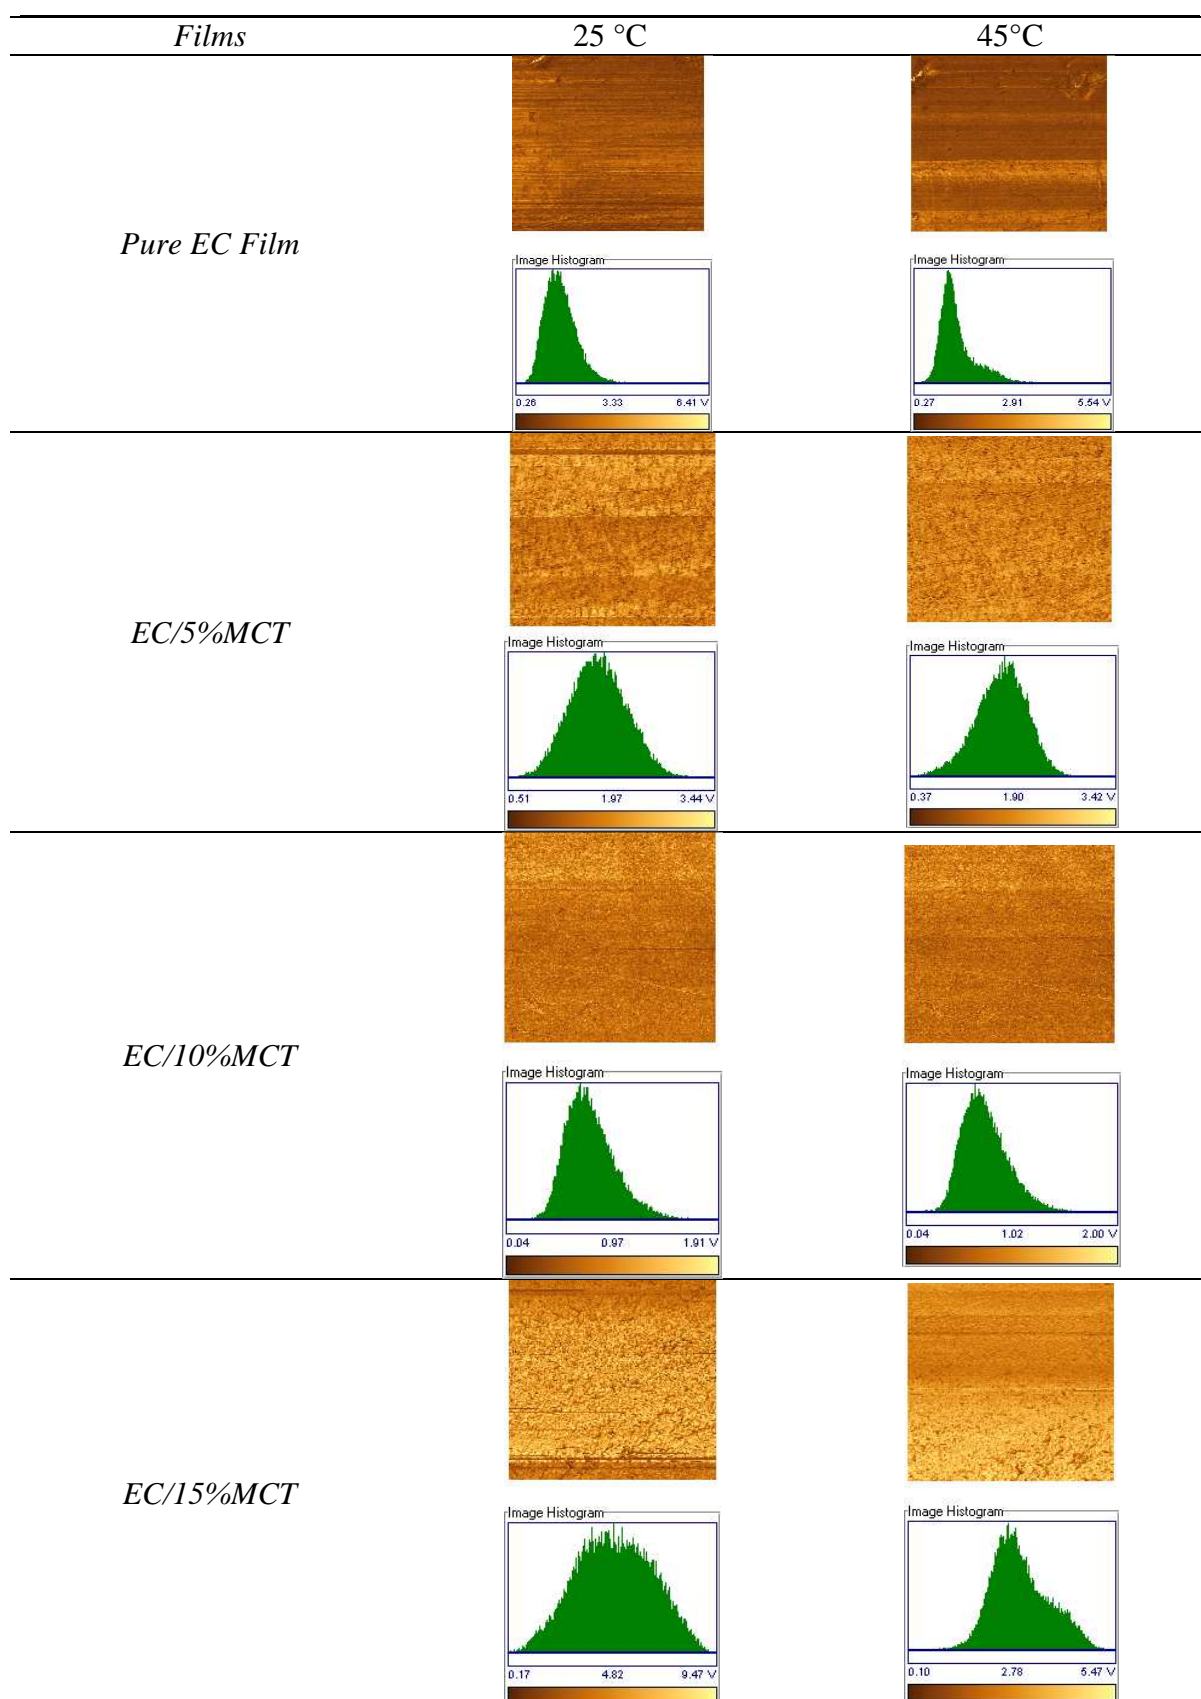 Films 25 °C 45°C
Pure EC Film
Image Histogram Image Histogram
0.26 3.33 6.41 V 0.27 2.91 5.54 V
EC/5%MCT
Image Histogram Image Histogram
0.51 1.97 3.44 V 0.37 1.90 3.42 V
EC/10%MCT
Image Histogram Image Histogram
0.04 0.97 1.91 V 0.04 1.02 2.00 V
EC/15%MCT
Image Histogram Image Histogram
0.17 4.82 9.47 V 0.10 2.78 5.47 V